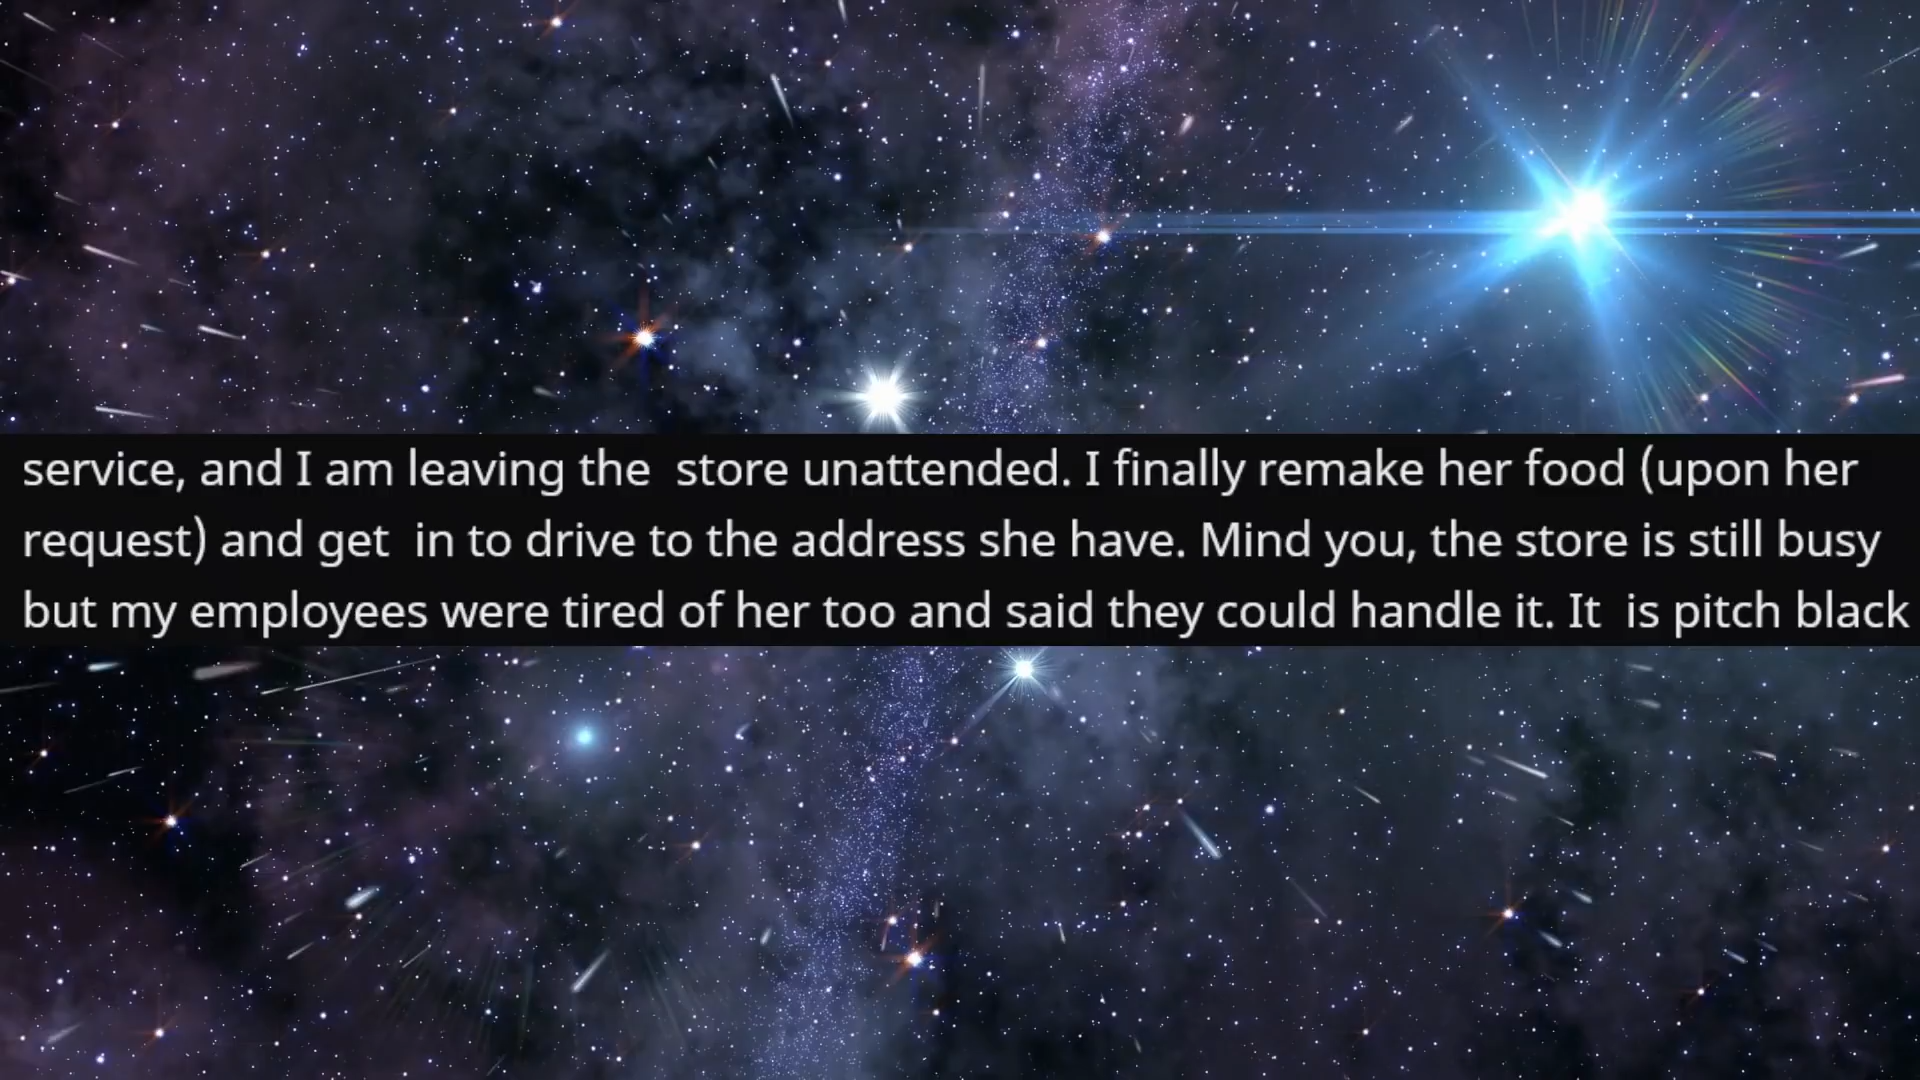 service, and I am leaving the  store unattended. I finally remake her food (upon her
request) and get  in to drive to the address she have. Mind you, the store is still busy
but my employees were tired of her too and said they could handle it. It  is pitch black